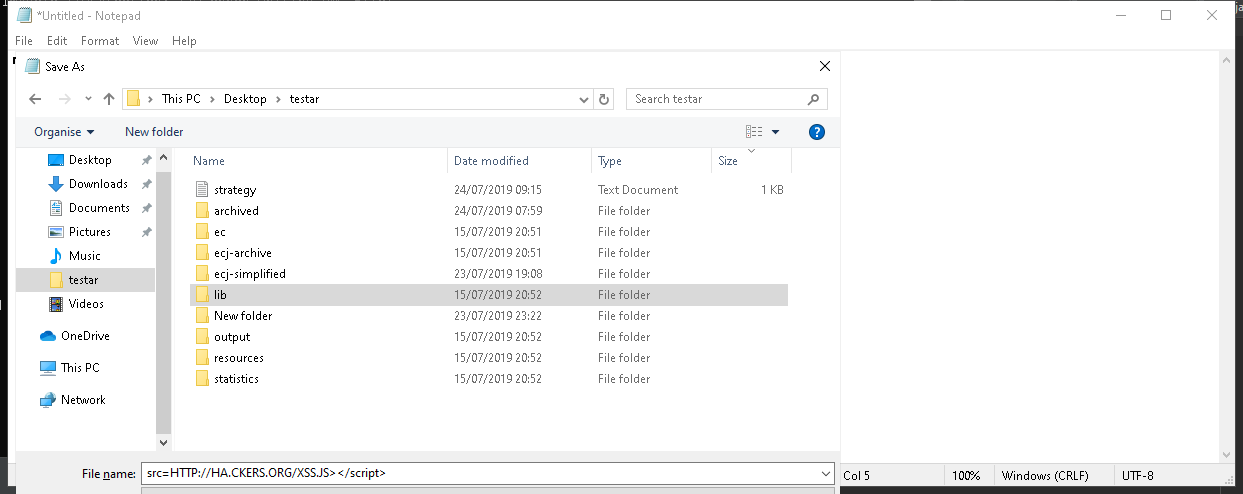 *Untitled - Notepad
File Edit Format View Help
Save As
This PC Desktop testar
Search testar
Organise New folder
Name Date modified Type Size
Desktop
Downloads
Documents
Pictures
Music
testar
Videos
OneDrive
This PC
Network
strategy 24/07/2019 09:15 Text Document 1 KB
archived 24/07/2019 07:59 File folder
ec 15/07/2019 20:51 File folder
ecj-archive 15/07/2019 20:51 File folder
ecj-simplified 23/07/2019 19:08 File folder
lib 15/07/2019 20:52 File folder
New folder 23/07/2019 23:22 File folder
output 15/07/2019 20:52 File folder
resources 15/07/2019 20:52 File folder
statistics 15/07/2019 20:52 File folder
File name: src=HTTP://HA.CKERS.ORG/XSS.JS></script>
Col 5 100% Windows (CRLF) UTF-8